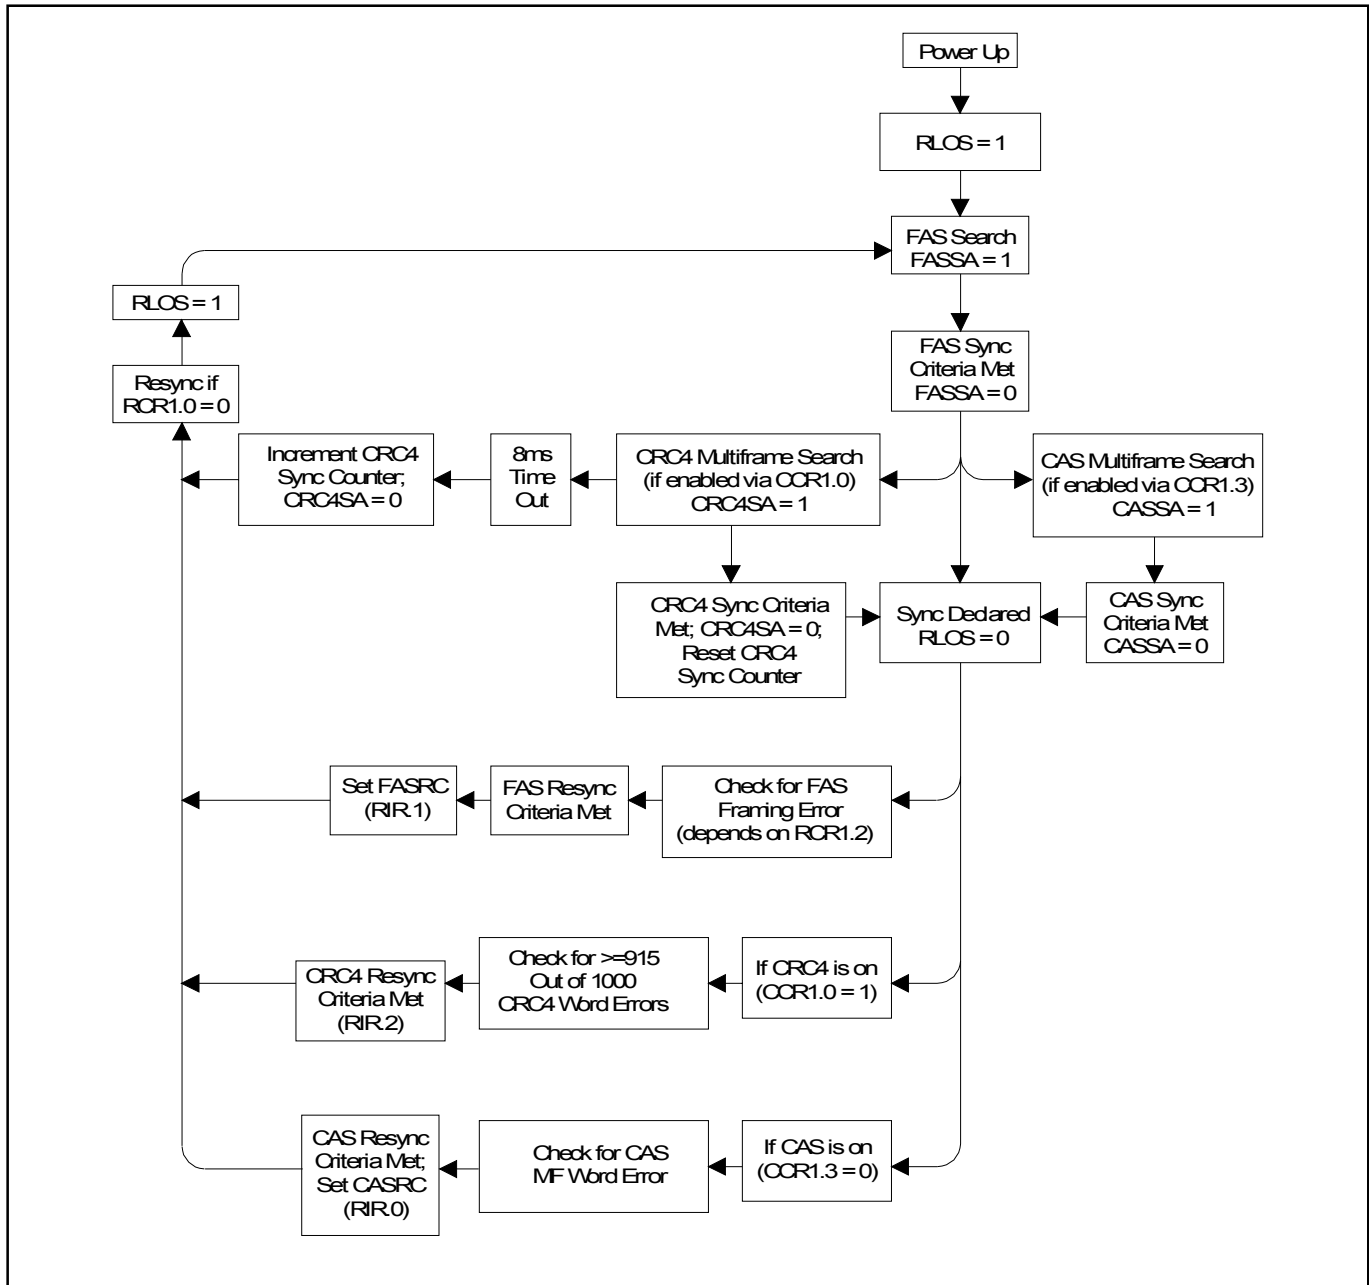 Power Up
RLOS = 1
FAS Search
FASSA = 1
RLOS = 1
FAS Sync
Criteria Met
FASSA = 0
Resync if
RCR1.0 = 0
Increment CRC4
Sync Counter;
CRC4SA = 0
8ms
Time
Out
CRC4 Multiframe Search
(if enabled via CCR1.0)
CRC4SA = 1
CAS Multiframe Search
(if enabled via CCR1.3)
CASSA = 1
CRC4 Sync Criteria
Met; CRC4SA = 0;
Reset CRC4
Sync Counter
Sync Declared
RLOS = 0
CAS Sync
Criteria Met
CASSA = 0
Set FASRC
(RIR.1)
FAS Resync
Criteria Met
Check for FAS
Framing Error
(depends on RCR1.2)
CRC4 Resync
Criteria Met
(RIR.2)
Check for >=915
Out of 1000
CRC4 Word Errors
If CRC4 is on
(CCR1.0 = 1)
CAS Resync
Criteria Met;
Set CASRC
(RIR.0)
Check for CAS
MF Word Error
If CAS is on
(CCR1.3 = 0)